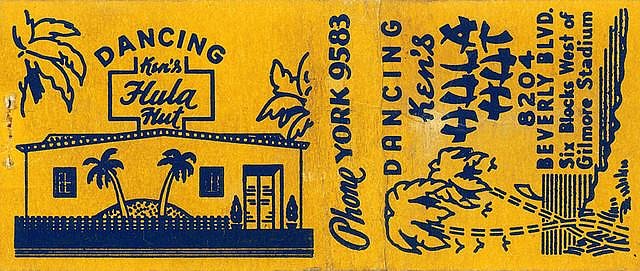 DANCING
Ken's
Hula
Hut
Phone YORK 9583
DANCING
Ken's
HULA
HUT
8204
BEVERLY BLVD.
Six Blocks West of
Gilmore Stadium